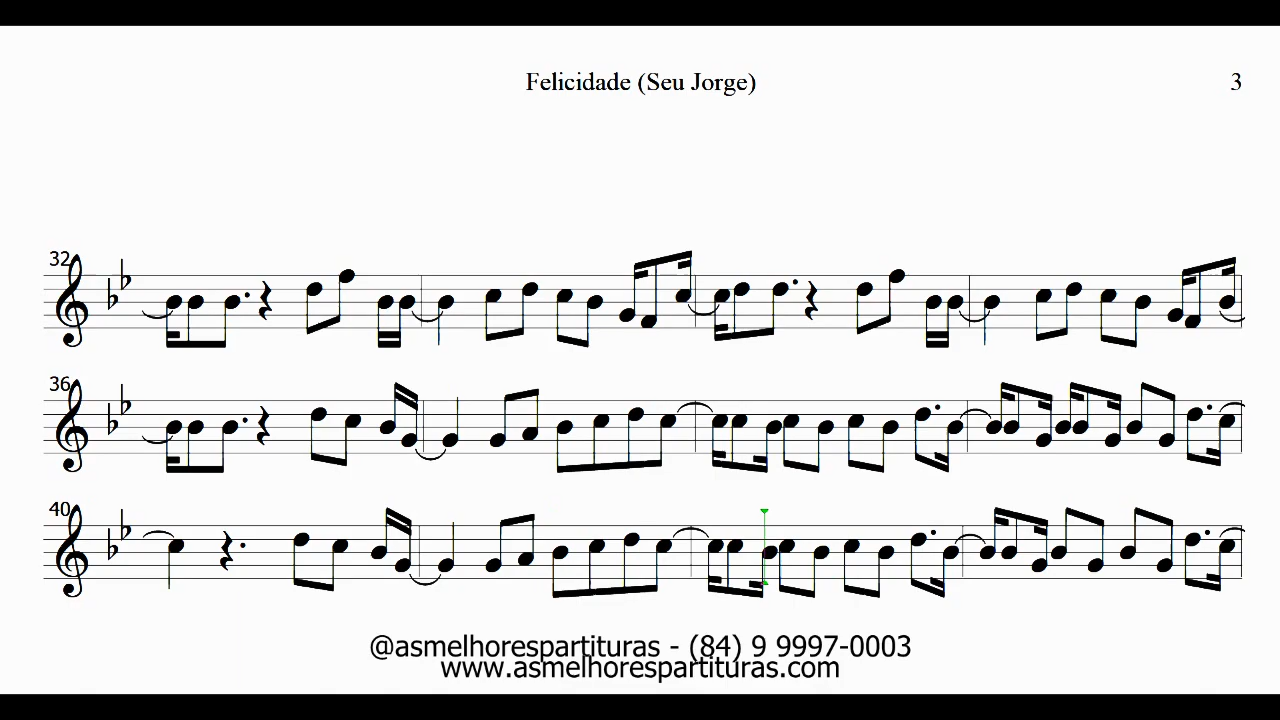 Felicidade (Seu Jorge)
3
32
36
40
@asmelhorespartituras - (84) 9 9997-0003
www.asmelhorespartituras.com